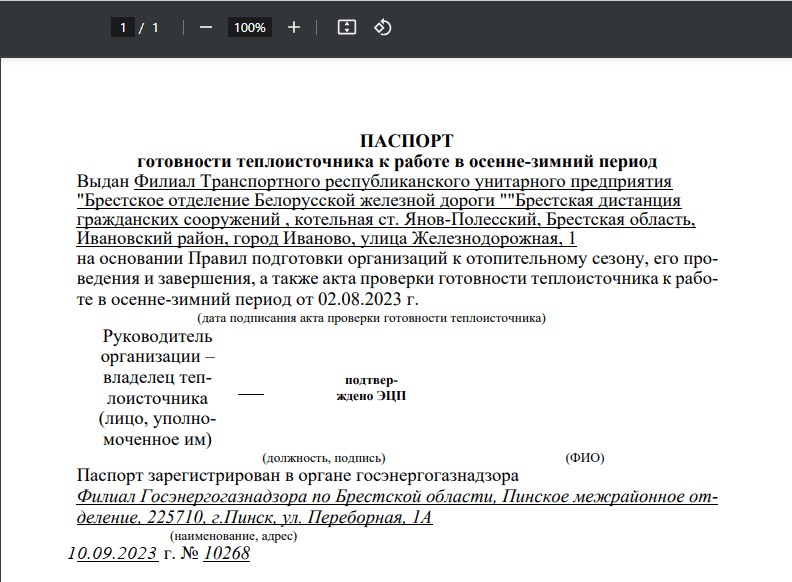 1 / 1 100%
ПАСПОРТ
готовности теплоисточника к работе в осенне-зимний период
Выдан Филиал Транспортного республиканского унитарного предприятия
"Брестское отделение Белорусской железной дороги ""Брестская дистанция
гражданских сооружений , котельная ст. Янов-Полесский, Брестская область,
Ивановский район, город Иваново, улица Железнодорожная, 1
на основании Правил подготовки организаций к отопительному сезону, его про-
ведения и завершения, а также акта проверки готовности теплоисточника к рабо-
те в осенне-зимний период от 02.08.2023 г.
(дата подписания акта проверки готовности теплоисточника)
Руководитель
организации –
владелец теп-
лоисточника
(лицо, уполно-
моченное им)
подтвер-
ждено ЭЦП
(должность, подпись) (ФИО)
Паспорт зарегистрирован в органе госэнергогазнадзора
Филиал Госэнергогазнадзора по Брестской области, Пинское межрайонное от-
деление, 225710, г.Пинск, ул. Переборная, 1А
(наименование, адрес)
10.09.2023 г. № 10268